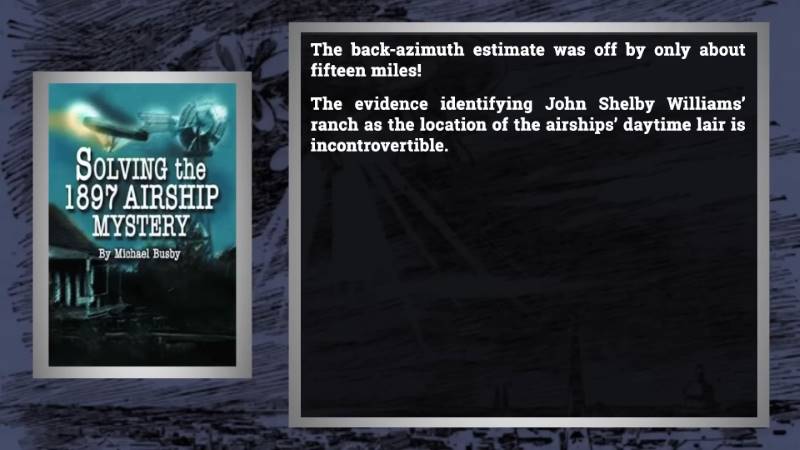 SOLVING the
1897 AIRSHIP
MYSTERY
By Michael Busby
The back-azimuth estimate was off by only about
fifteen miles!
The evidence identifying John Shelby Williams’
ranch as the location of the airships’ daytime lair is
incontrovertible.